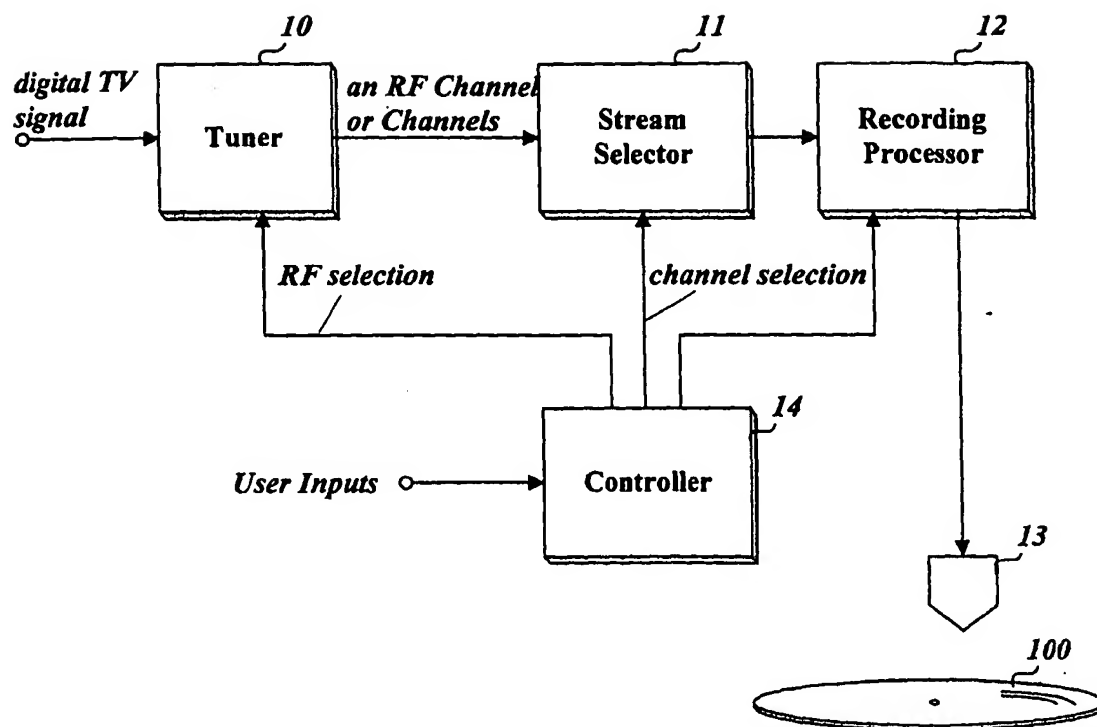 10
11
12
digital TV
signal
Tuner
an RF Channel
or Channels
Stream
Selector
Recording
Processor
RF selection
channel selection
14
User Inputs
Controller
13
100